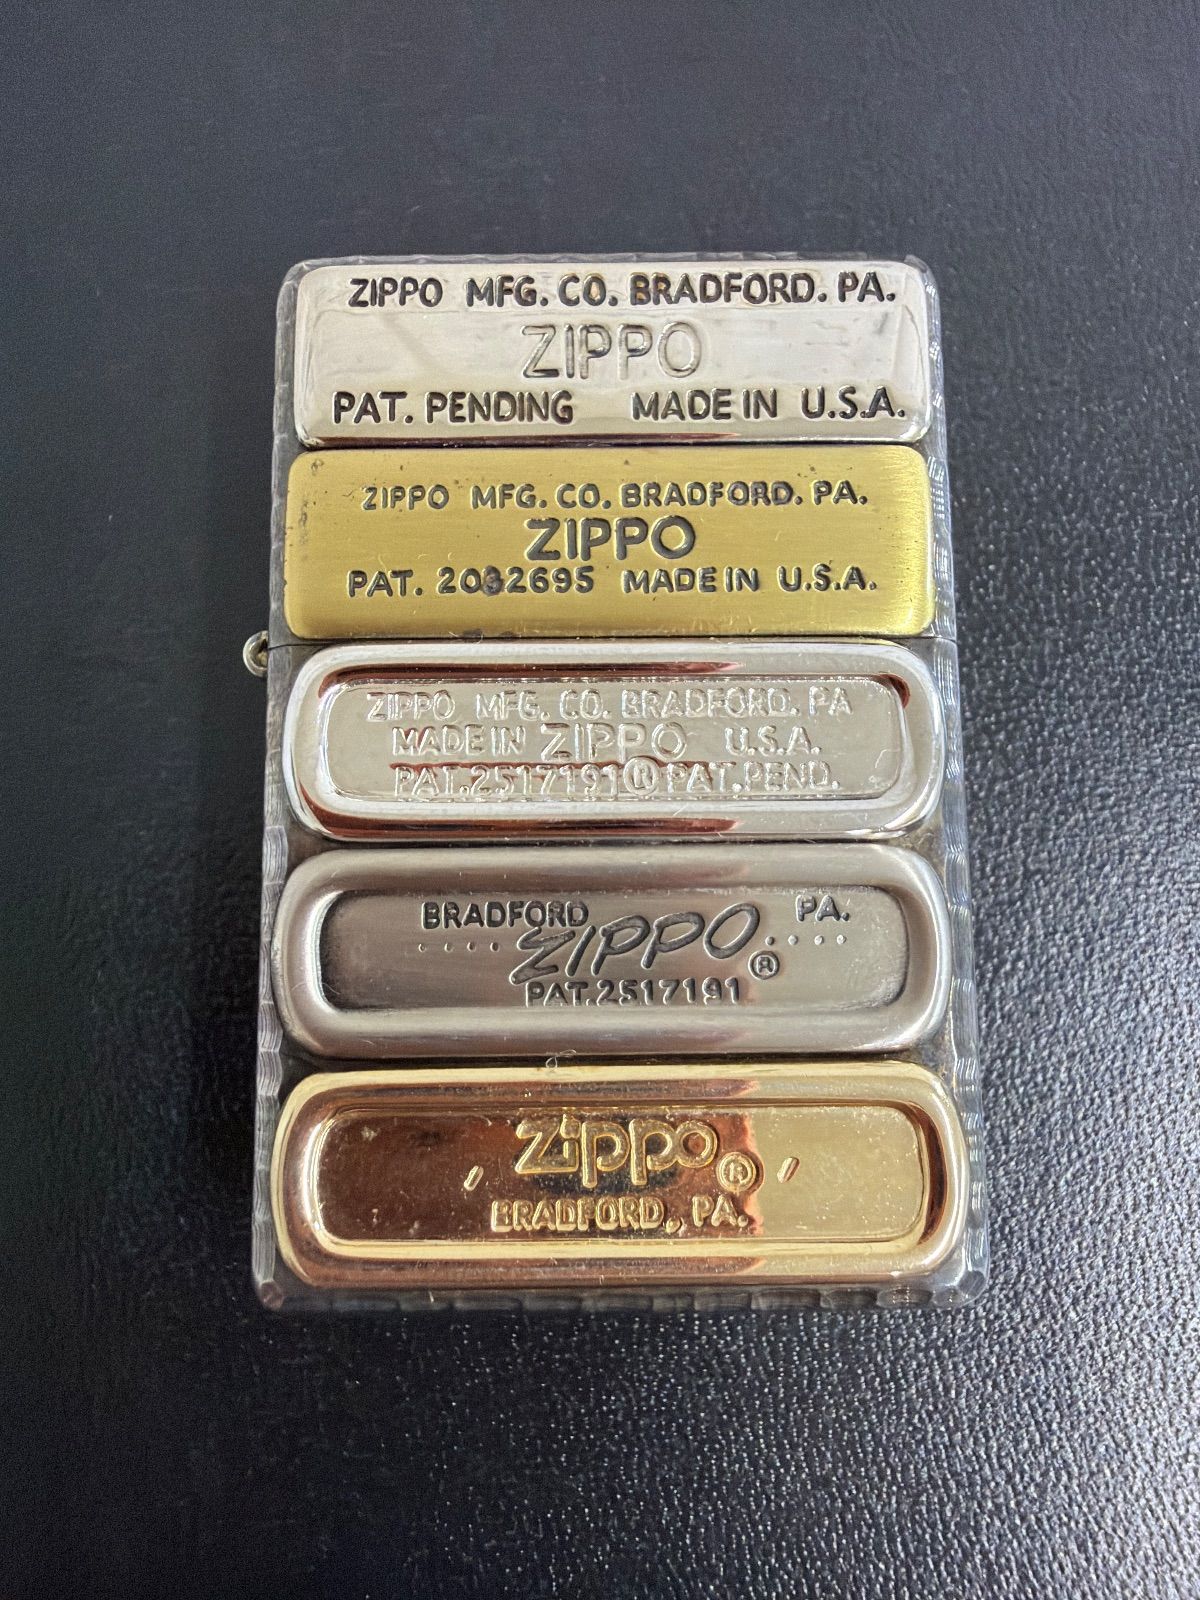 ZIPPO MFG. CO. BRADFORD. PA.
ZIPPO
PAT. PENDING MADE IN U.S.A.
ZIPPO MFG. CO. BRADFORD. PA.
ZIPPO
PAT. 2032695 MADE IN U.S.A.
ZIPPO MFG. CO. BRADFORD. PA
MADE IN ZIPPO U.S.A.
PAT.2517191®PAT.PEND.
BRADFORD PA.
....ZIPPO®....
PAT.2517191
/ Zippo® /
BRADFORD, PA.